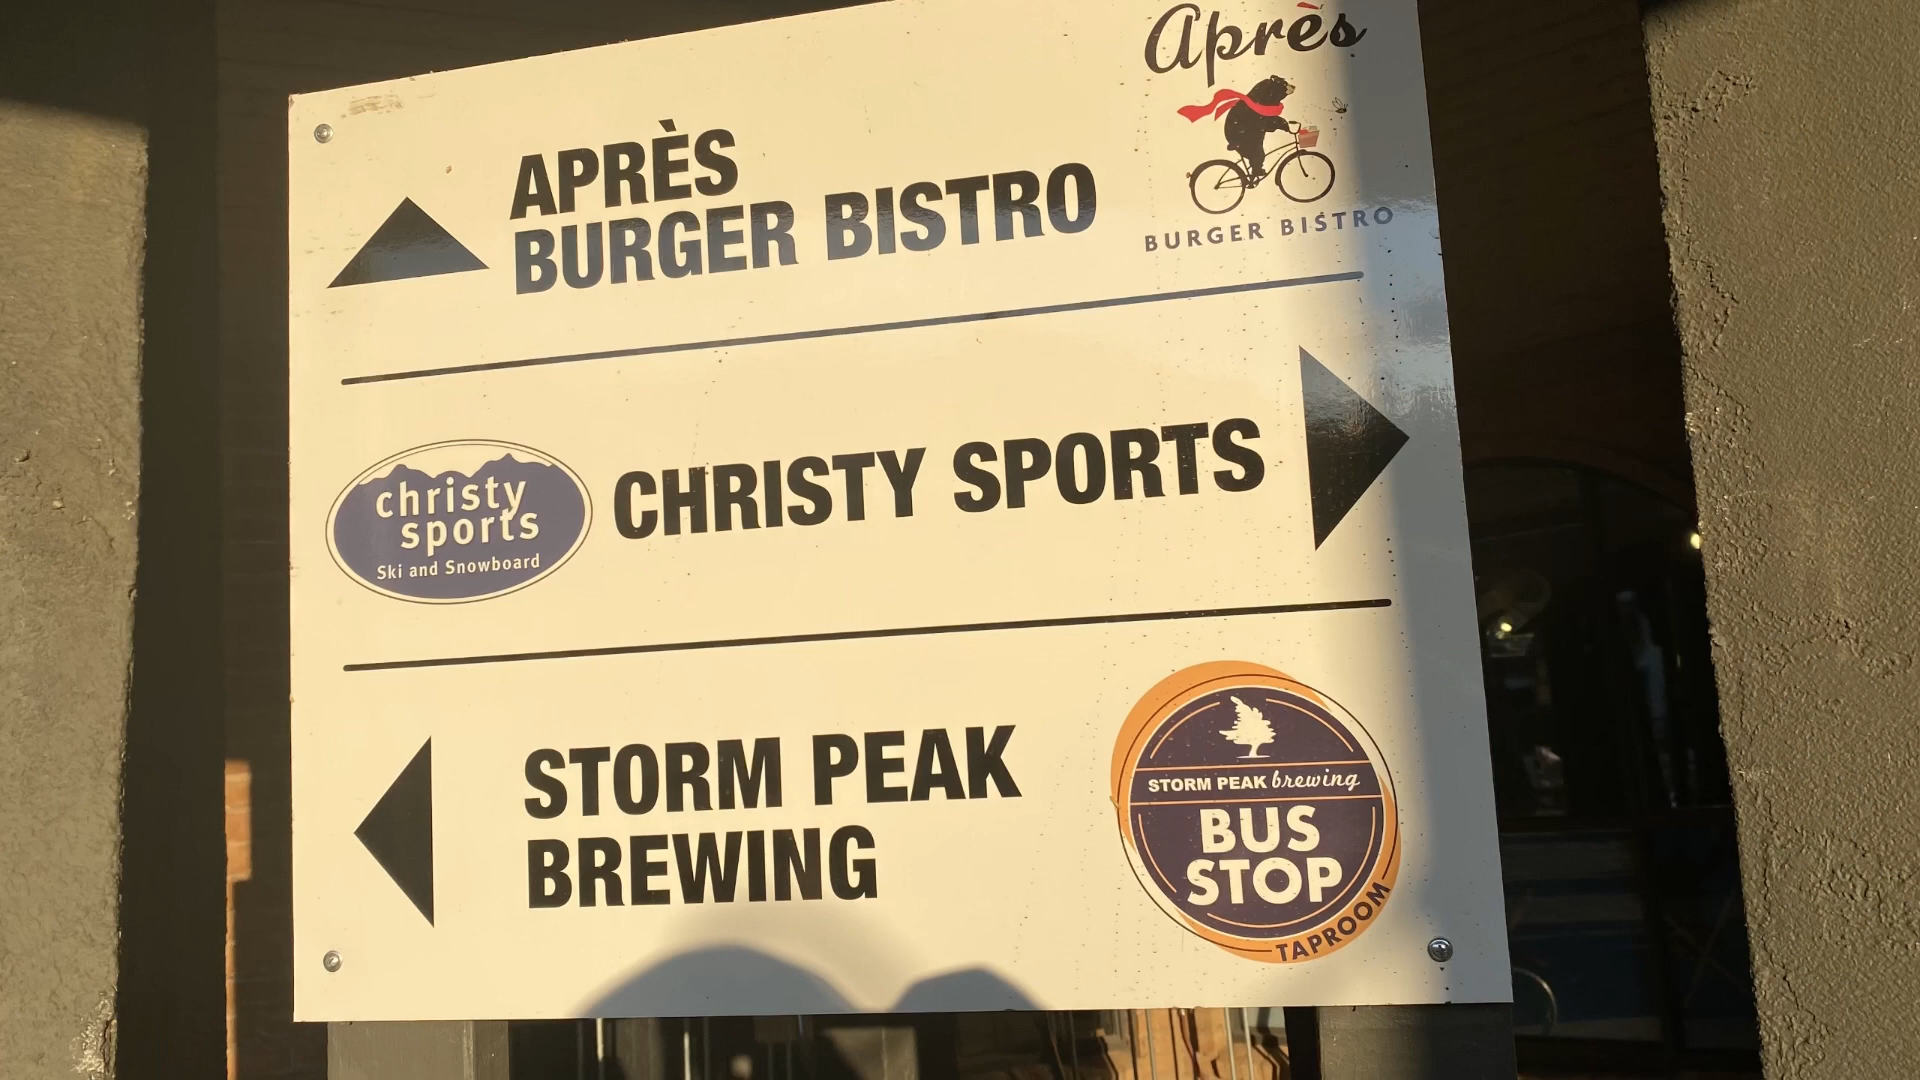 Après
BURGER BISTRO
APRÈS
BURGER BISTRO
christy
sports
Ski and Snowboard
CHRISTY SPORTS
STORM PEAK
BREWING
STORM PEAK brewing
BUS
STOP
TAPROOM